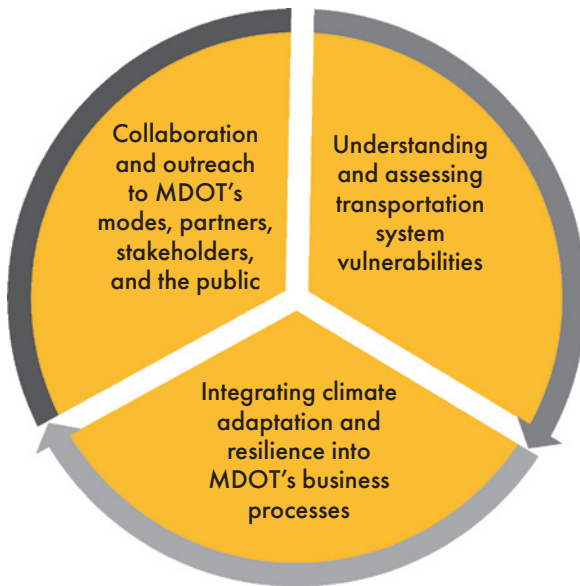 Collaboration
and outreach
to MDOT's
modes, partners,
stakeholders,
and the public
Understanding
and assessing
transportation
system
vulnerabilities
Integrating climate
adaptation and
resilience into
MDOT's business
processes